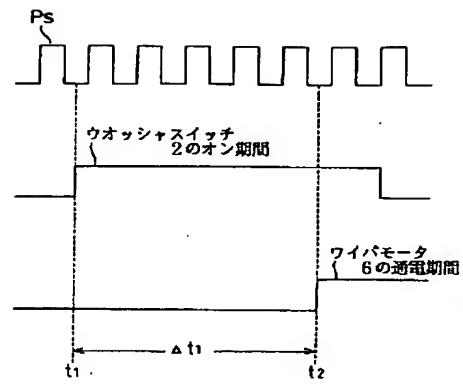 Ps
ウオッシャスイッチ
2のオン期間
ワイパモータ
6の通電期間
Δt1
t1
t2